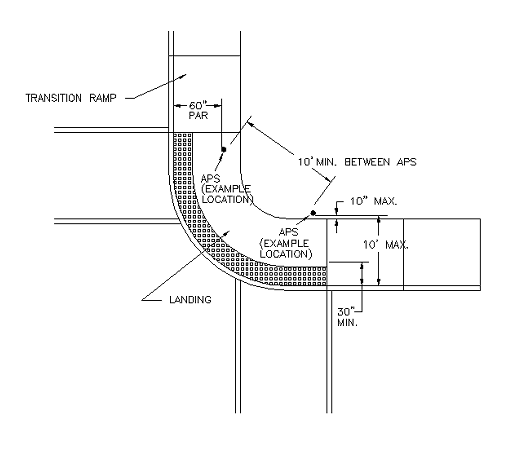 TRANSITION RAMP
60"
PAR
10' MIN. BETWEEN APS
APS
(EXAMPLE
LOCATION)
10" MAX.
APS
(EXAMPLE
LOCATION)
10' MAX.
LANDING
30"
MIN.